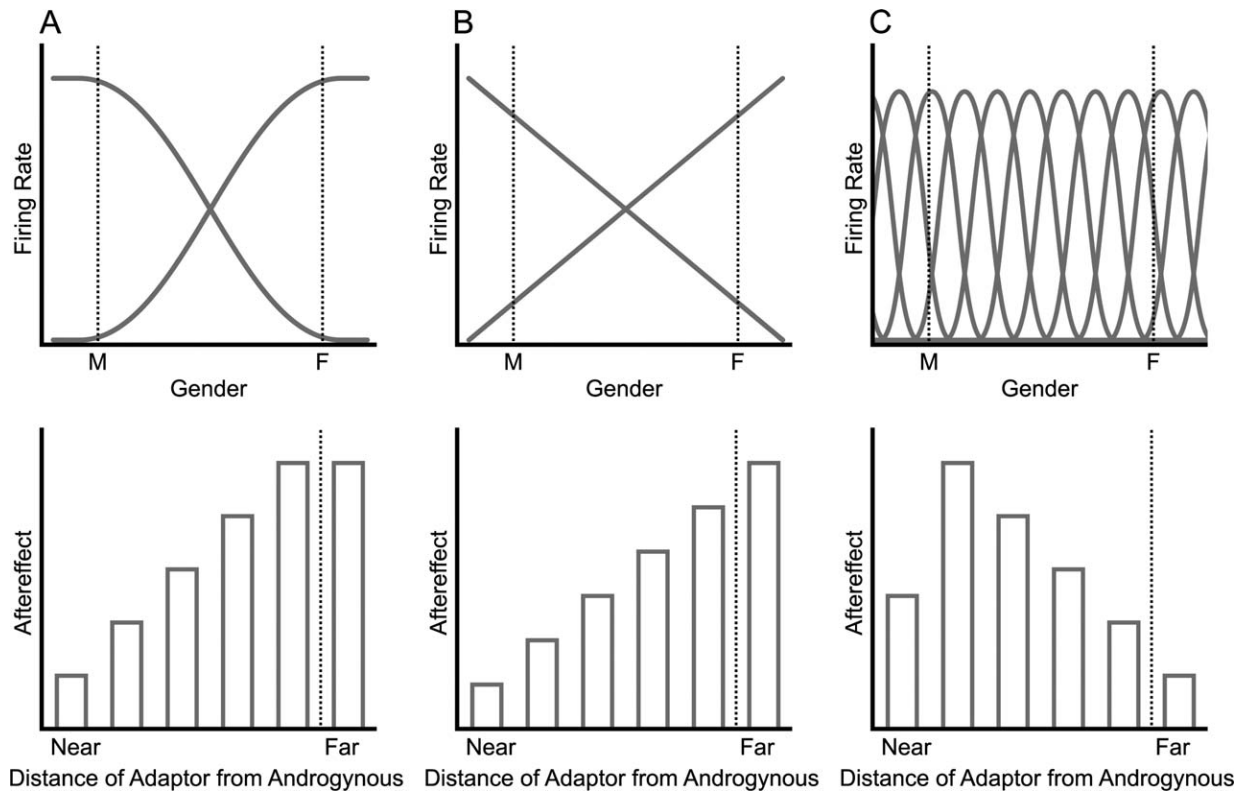 A
B
C
Firing Rate
Firing Rate
Firing Rate
M
F
M
F
M
F
Gender
Gender
Gender
Aftereffect
Aftereffect
Aftereffect
Near
Far
Near
Far
Near
Far
Distance of Adaptor from Androgynous
Distance of Adaptor from Androgynous
Distance of Adaptor from Androgynous